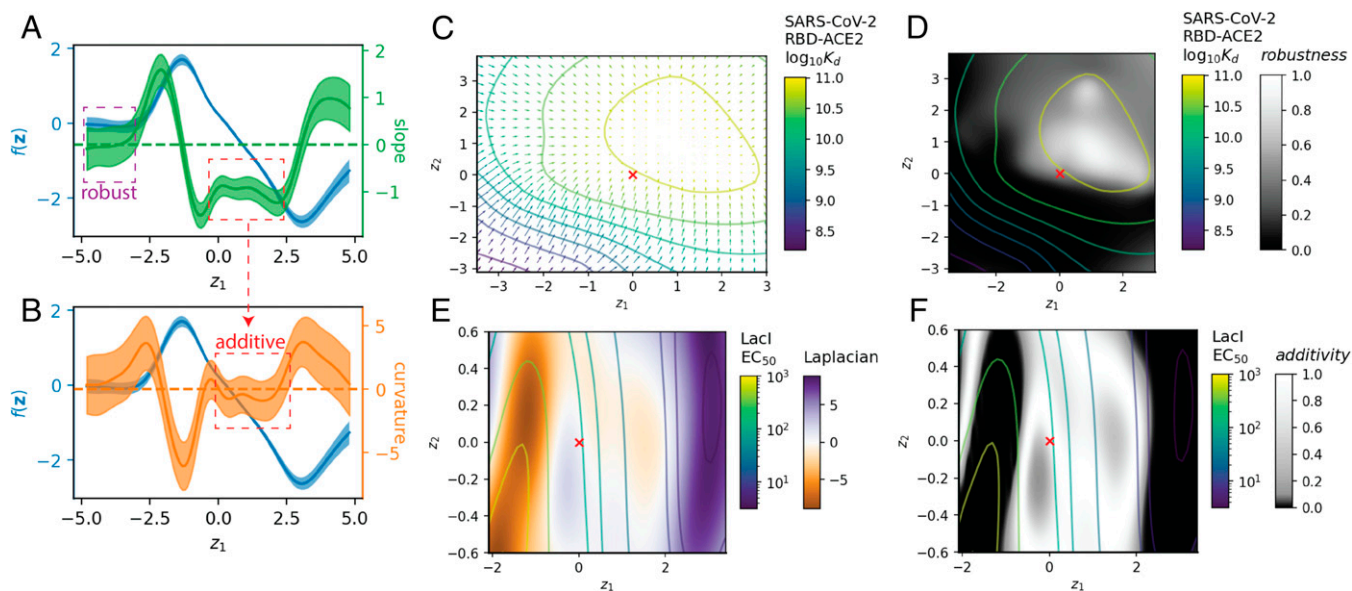 A
2
0
−2
f(z)
robust
2
1
0
−1
slope
−5.0
−2.5
0.0
2.5
5.0
z₁
B
2
0
−2
f(z)
additive
5
0
−5
curvature
−5.0
−2.5
0.0
2.5
5.0
z₁
C
SARS-CoV-2
RBD-ACE2
log₁₀K_d
3
2
1
0
−1
−2
−3
z₂
−3
−2
−1
0
1
2
3
z₁
11.0
10.5
10.0
9.5
9.0
8.5
D
SARS-CoV-2
RBD-ACE2
log₁₀K_d
robustness
3
2
1
0
−1
−2
−3
z₂
−2
0
2
z₁
11.0
10.5
10.0
9.5
9.0
8.5
1.0
0.8
0.6
0.4
0.2
0.0
E
LacI
EC₅₀
Laplacian
0.6
0.4
0.2
0.0
−0.2
−0.4
−0.6
z₂
−2
0
2
z₁
10³
10²
10¹
5
0
−5
F
LacI
EC₅₀
additivity
0.6
0.4
0.2
0.0
−0.2
−0.4
−0.6
z₂
−2
0
2
z₁
10³
10²
10¹
1.0
0.8
0.6
0.4
0.2
0.0